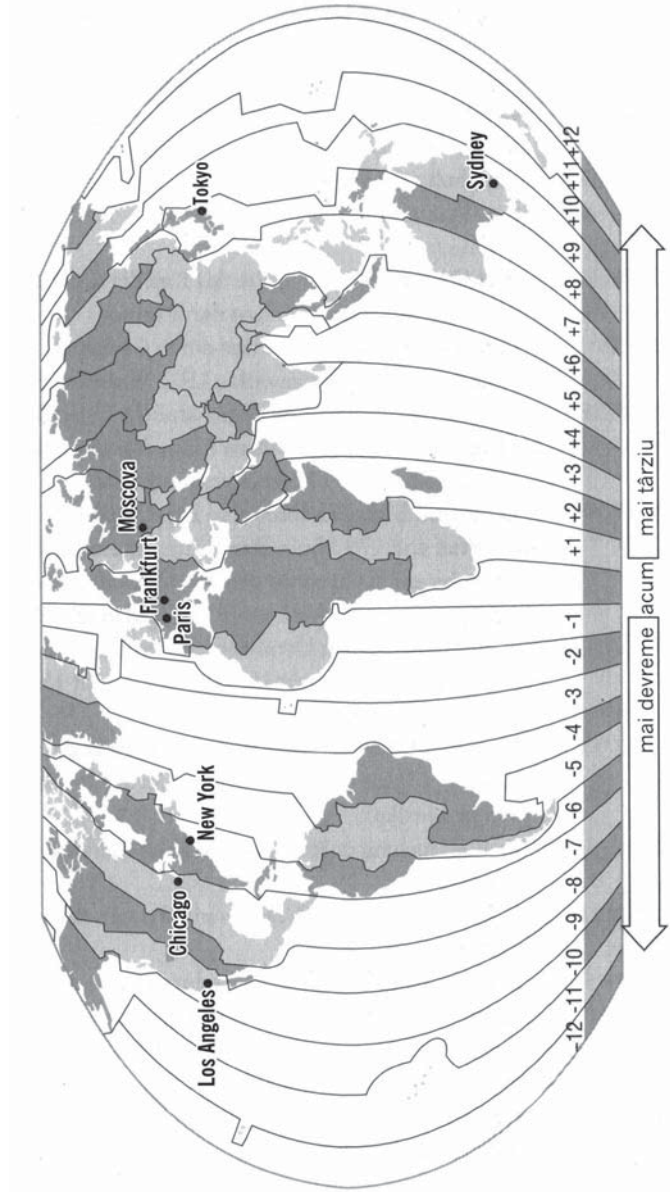 Tokyo
Moscova
Frankfurt
Paris
New York
Chicago
Los Angeles
Sydney
-12 -11 -10 -9 -8 -7 -6 -5 -4 -3 -2 -1 +1 +2 +3 +4 +5 +6 +7 +8 +9 +10 +11 +12
mai devreme acum mai târziu